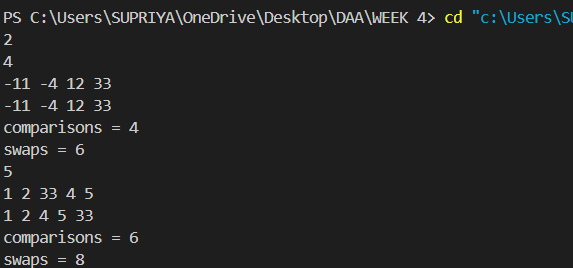 PS C:\Users\SUPRIYA\OneDrive\Desktop\DAA\WEEK 4> cd "c:\Users\SU
2
4
-11 -4 12 33
-11 -4 12 33
comparisons = 4
swaps = 6
5
1 2 33 4 5
1 2 4 5 33
comparisons = 6
swaps = 8